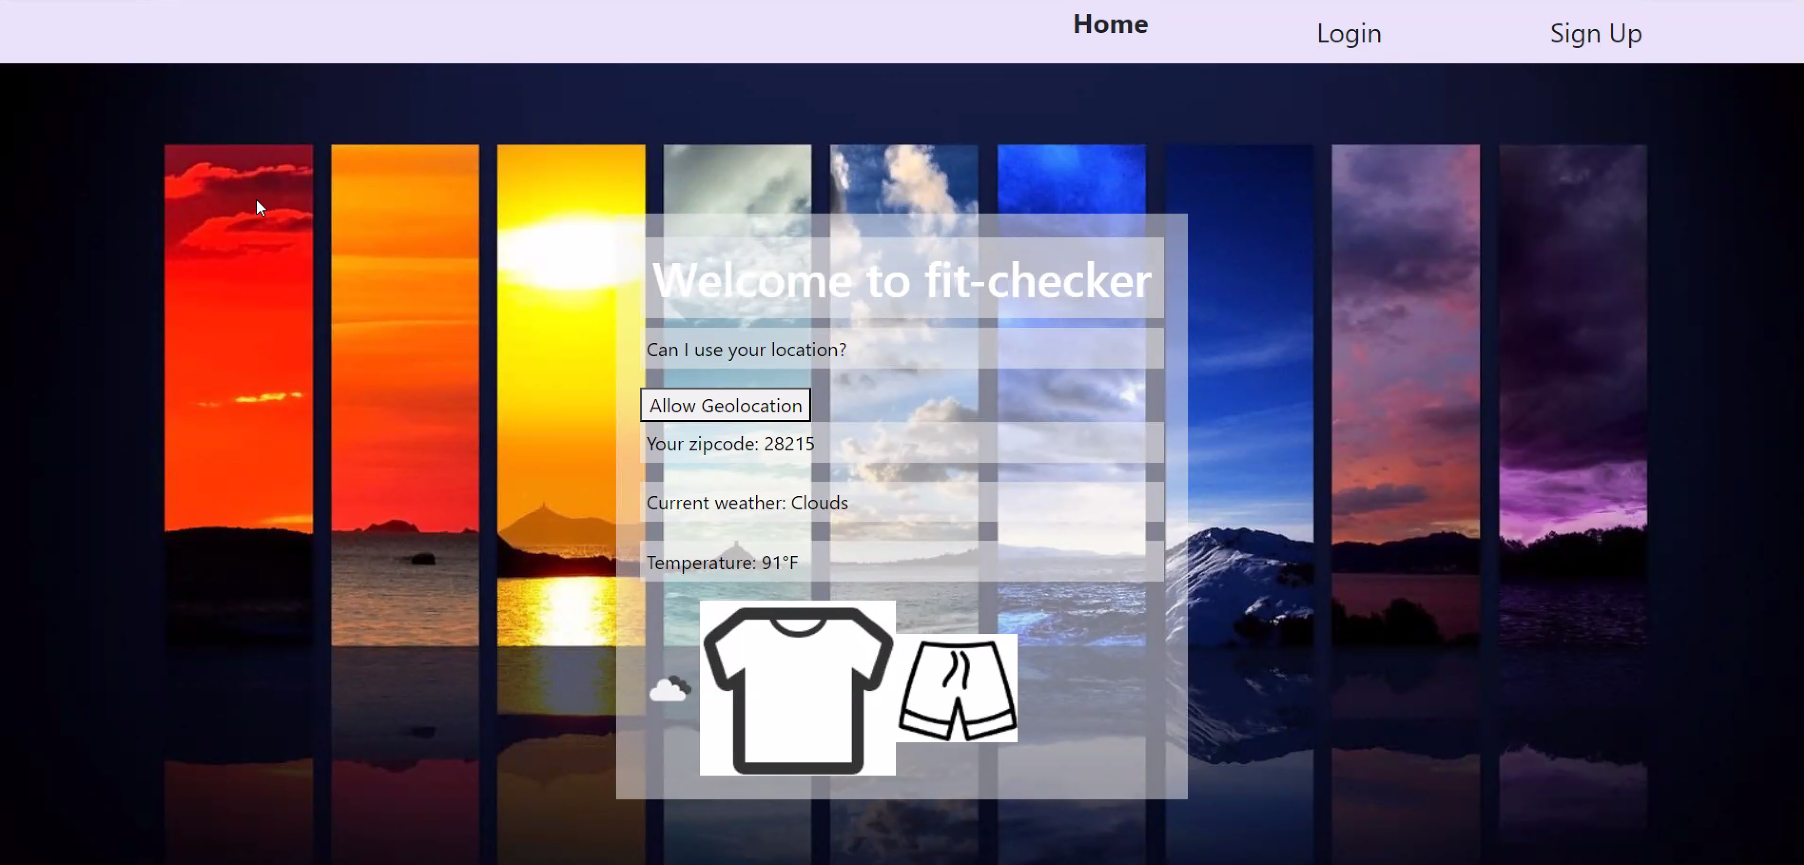 Home
Login
Sign Up
Welcome to fit-checker
Can I use your location?
Allow Geolocation
Your zipcode: 28215
Current weather: Clouds
Temperature: 91°F